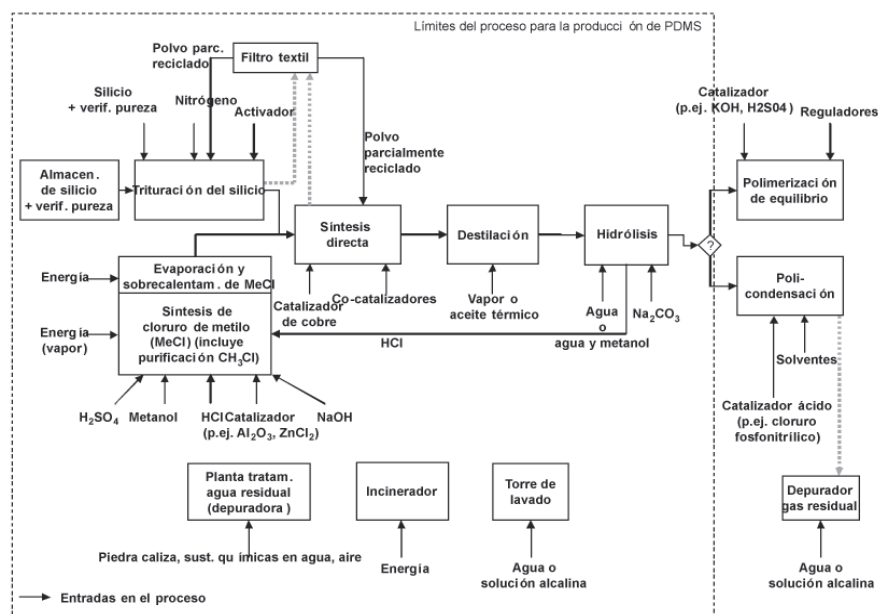 Límites del proceso para la producci ón de PDMS
Polvo parc.
reciclado
Filtro textil
Silicio
+ verif. pureza
Nitrógeno
Activador
Catalizador
(p.ej. KOH, H2S04)
Reguladores
Polvo
parcialmente
reciclado
Almacen.
de silicio
+ verif. pureza
Trituración del silicio
Polimerización
de equilibrio
Síntesis
directa
Destilación
Hidrólisis
?
Energía
Evaporación y
sobrecalentam. de MeCl
Poli-
condensación
Catalizador
de cobre
Co-catalizadores
Vapor o
aceite térmico
Agua
o
agua y metanol
Na2CO3
Energía
(vapor)
Síntesis de
cloruro de metilo
(MeCl) (incluye
purificación CH3Cl)
HCl
Solventes
H2SO4
Metanol
HCl
Catalizador
(p.ej. Al2O3, ZnCl2)
NaOH
Catalizador ácido
(p.ej. cloruro
fosfonitrílico)
Planta tratam.
agua residual
(depuradora )
Incinerador
Torre de
lavado
Depurador
gas residual
Piedra caliza, sust. qu ímicas en agua, aire
Energía
Agua o
solución alcalina
Agua o
solución alcalina
Entradas en el proceso